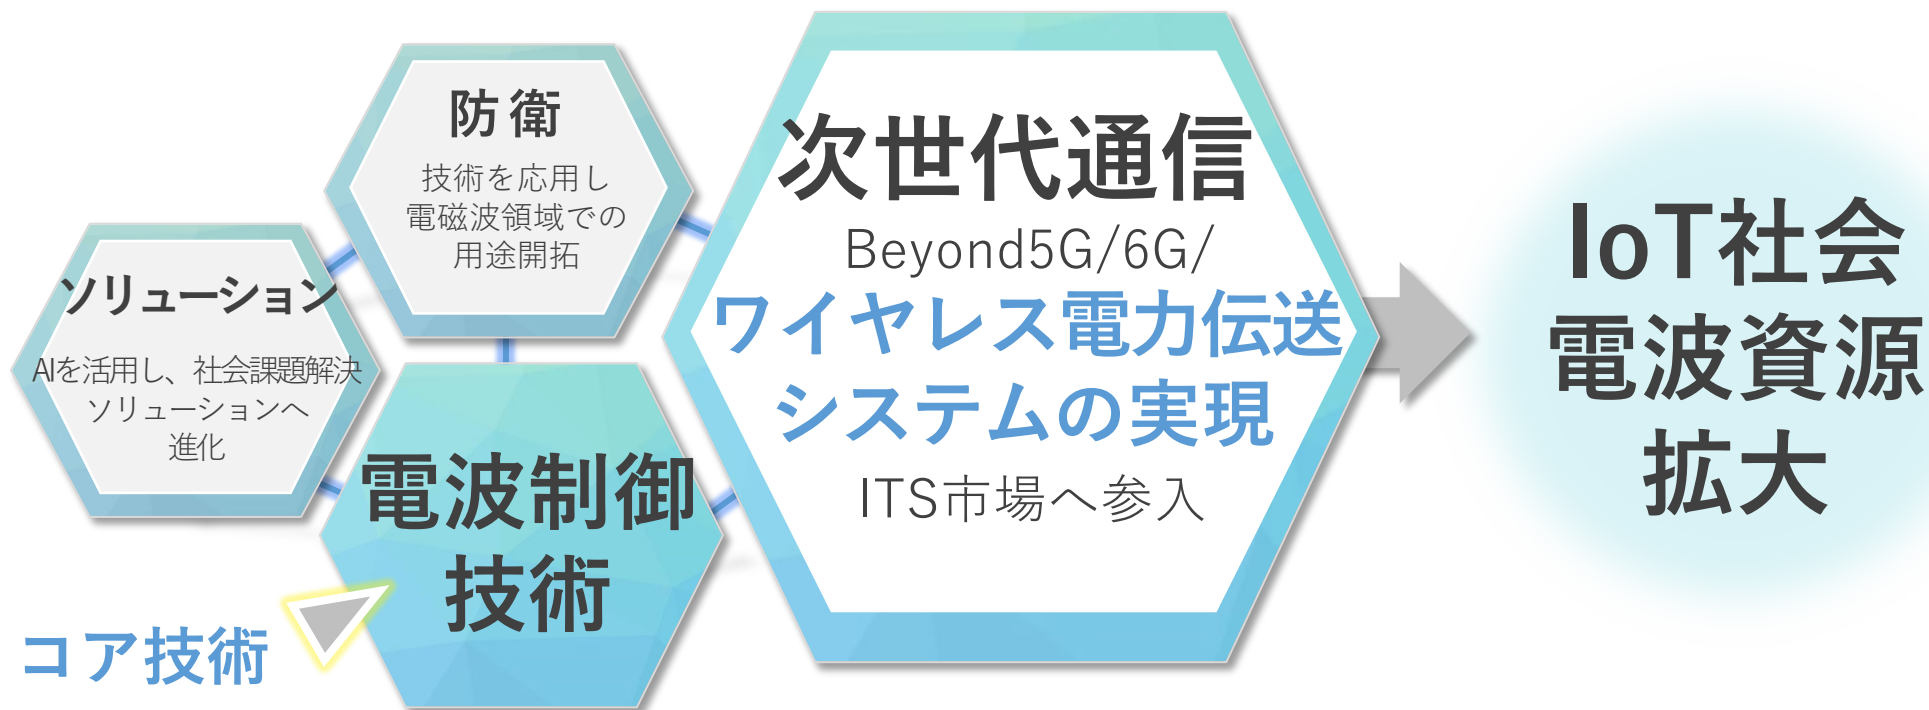 防衛
技術を応用し
電磁波領域での
用途開拓
ソリューション
AIを活用し、社会課題解決
ソリューションへ
進化
電波制御
技術
コア技術
次世代通信
Beyond5G/6G/
ワイヤレス電力伝送
システムの実現
ITS市場へ参入
IoT社会
電波資源
拡大